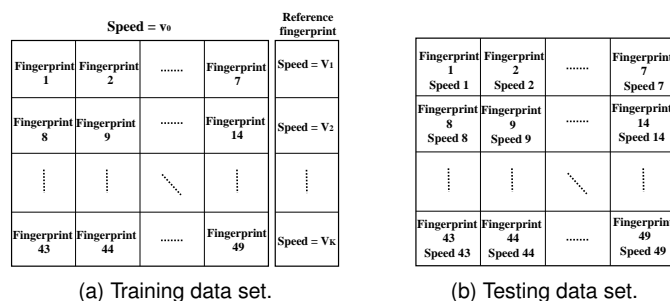 Speed = v₀
Reference
fingerprint
Fingerprint
1
Fingerprint
2
.......
Fingerprint
7
Speed = V₁
Fingerprint
8
Fingerprint
9
.......
Fingerprint
14
Speed = V₂
Fingerprint
43
Fingerprint
44
.......
Fingerprint
49
Speed = Vₖ
(a) Training data set.
Fingerprint
1
Speed 1
Fingerprint
2
Speed 2
.......
Fingerprint
7
Speed 7
Fingerprint
8
Speed 8
Fingerprint
9
Speed 9
.......
Fingerprint
14
Speed 14
Fingerprint
43
Speed 43
Fingerprint
44
Speed 44
.......
Fingerprint
49
Speed 49
(b) Testing data set.